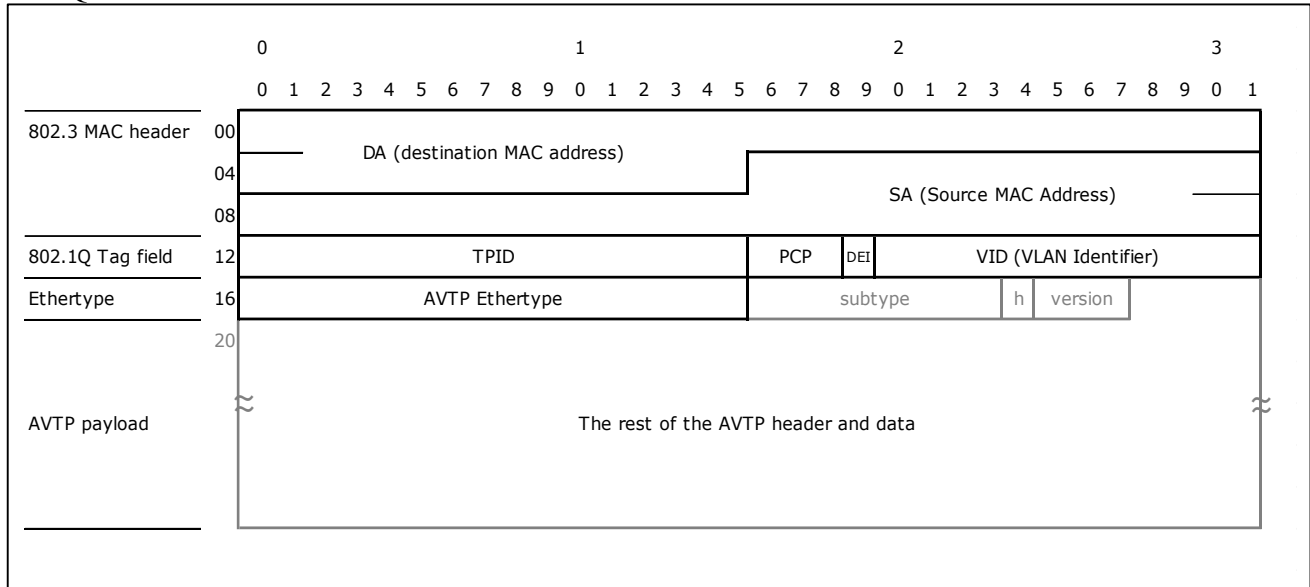 0 1 2 3
0 1 2 3 4 5 6 7 8 9 0 1 2 3 4 5 6 7 8 9 0 1 2 3 4 5 6 7 8 9 0 1
802.3 MAC header 00
DA (destination MAC address)
04
SA (Source MAC Address)
08
802.1Q Tag field 12 TPID PCP DEI VID (VLAN Identifier)
Ethertype 16 AVTP Ethertype subtype h version
20
AVTP payload The rest of the AVTP header and data